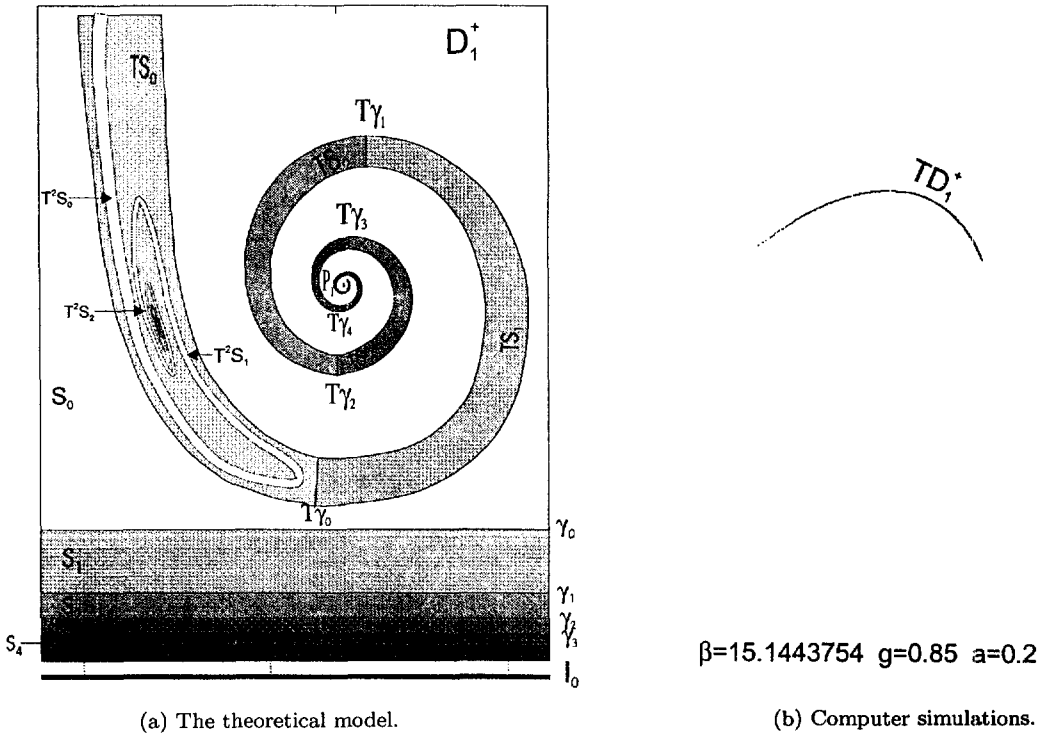 D₁⁺
TS₀
Tγ₁
T²S₀
TD₁⁺
Tγ₃
P₁
T²S₂
Tγ₄
TS₁
T²S₁
Tγ₂
S₀
Tγ₀
γ₀
S₁
γ₁
γ₂
γ₃
S₄
I₀
β=15.1443754 g=0.85 a=0.2
(a) The theoretical model.
(b) Computer simulations.